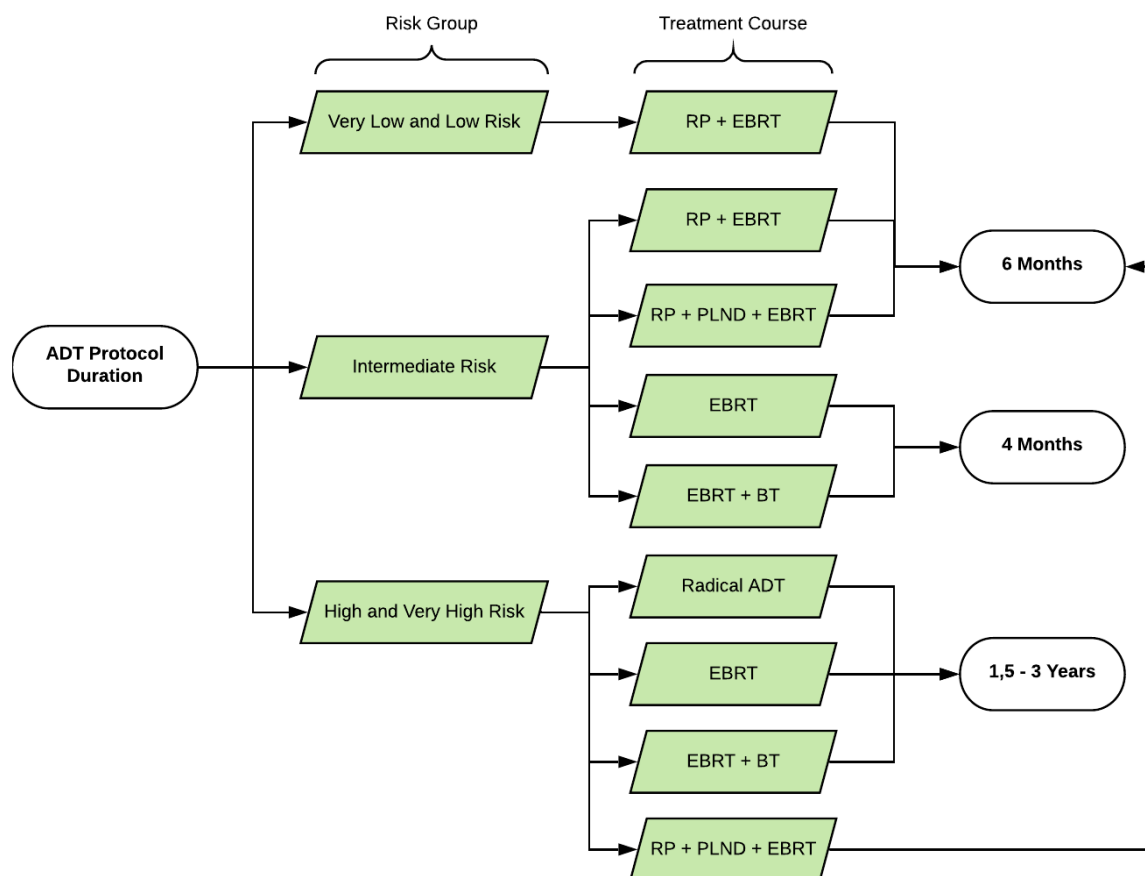 Risk Group
Treatment Course
Very Low and Low Risk
RP + EBRT
RP + EBRT
6 Months
RP + PLND + EBRT
ADT Protocol
Duration
Intermediate Risk
EBRT
4 Months
EBRT + BT
Radical ADT
High and Very High Risk
EBRT
1,5 - 3 Years
EBRT + BT
RP + PLND + EBRT